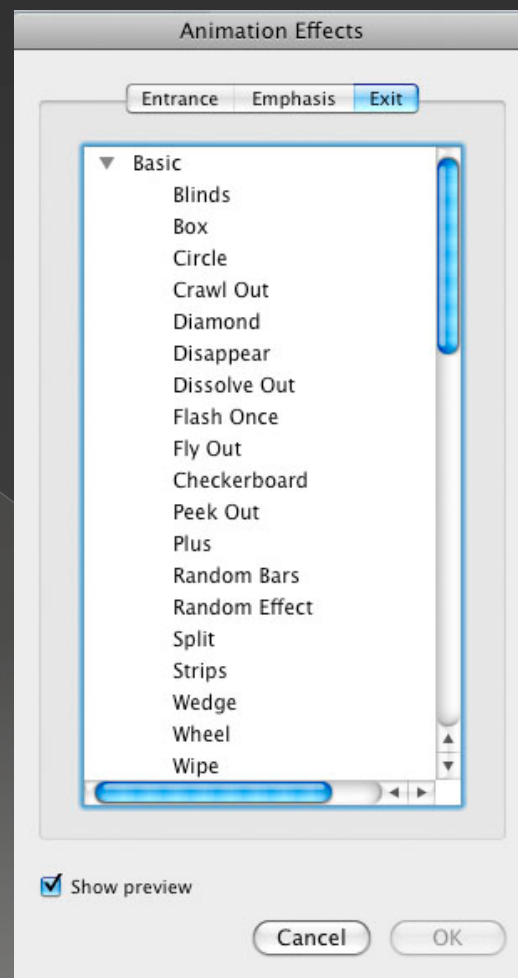 Animation Effects
Entrance Emphasis Exit
Basic
Blinds
Box
Circle
Crawl Out
Diamond
Disappear
Dissolve Out
Flash Once
Fly Out
Checkerboard
Peek Out
Plus
Random Bars
Random Effect
Split
Strips
Wedge
Wheel
Wipe
Show preview
Cancel OK